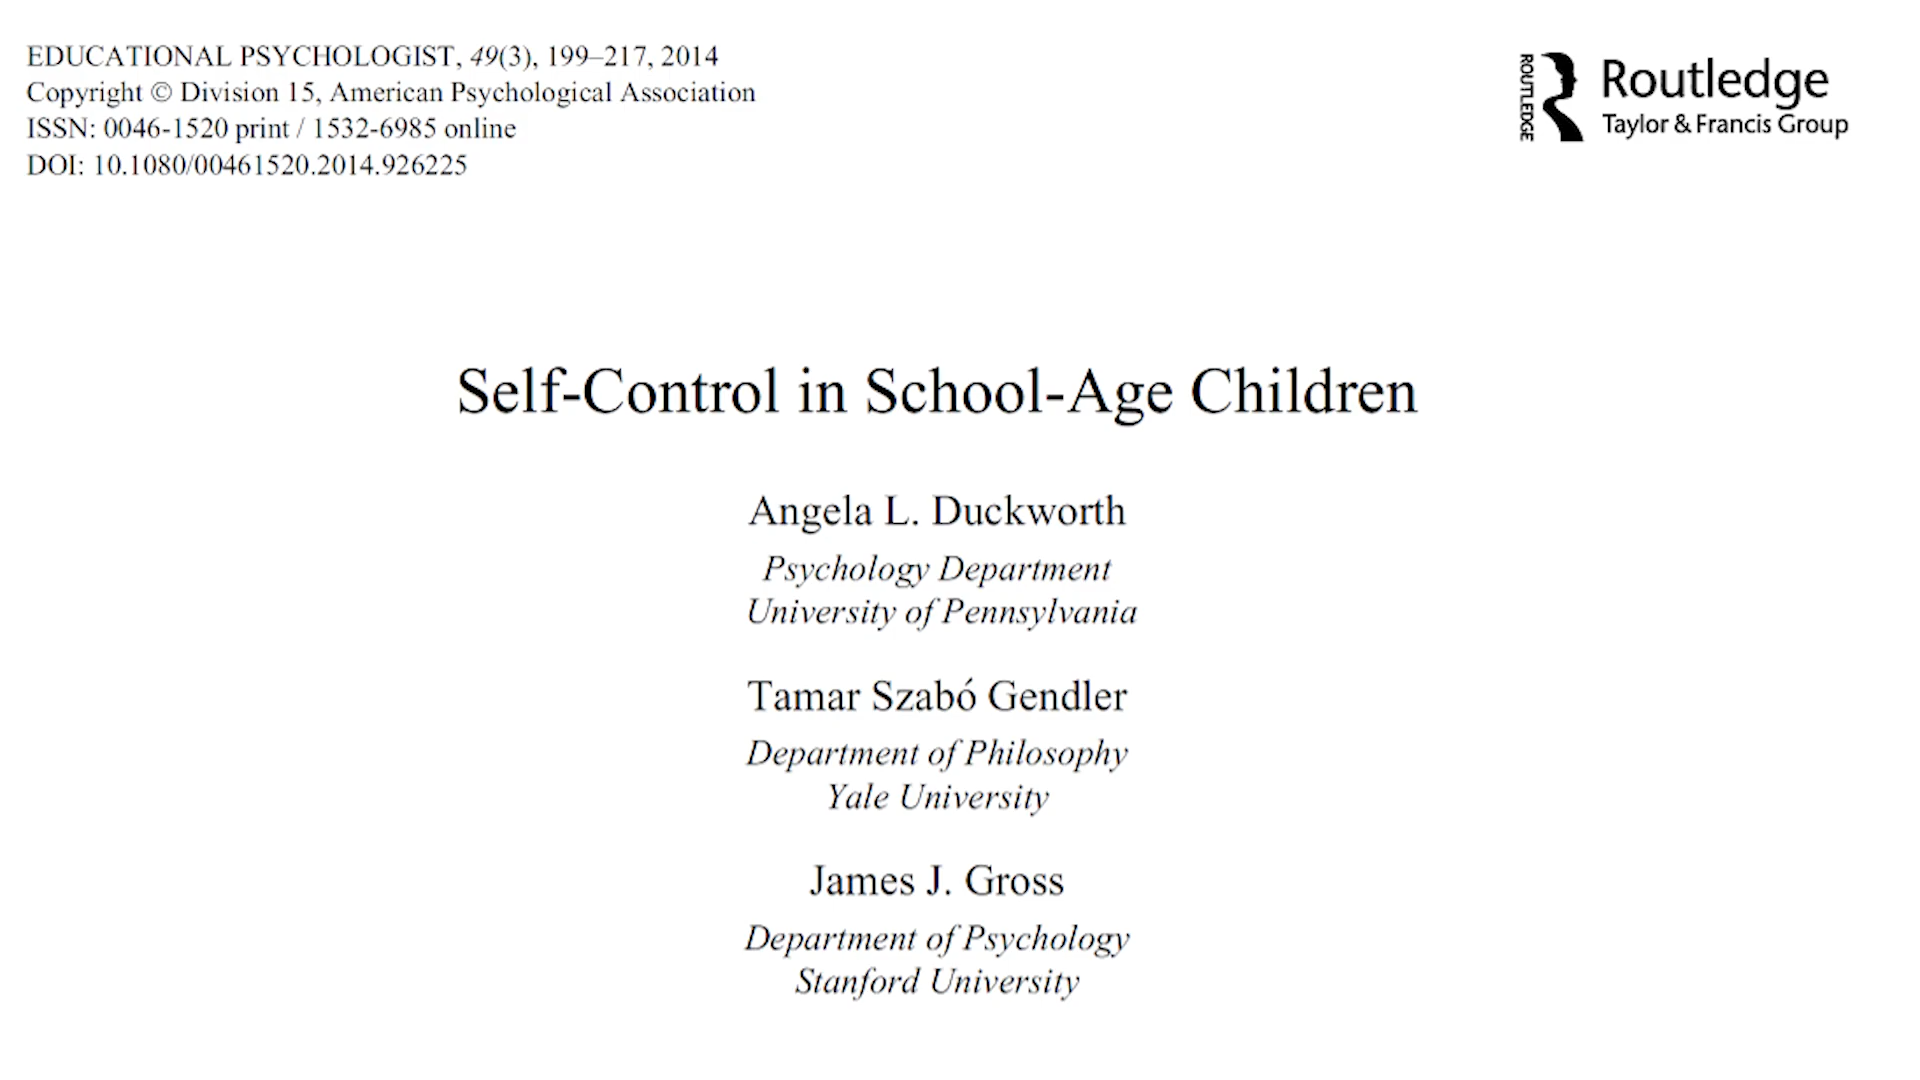 EDUCATIONAL PSYCHOLOGIST, 49(3), 199–217, 2014
Copyright © Division 15, American Psychological Association
ISSN: 0046-1520 print / 1532-6985 online
DOI: 10.1080/00461520.2014.926225
ROUTLEDGE
Routledge
Taylor & Francis Group
Self-Control in School-Age Children
Angela L. Duckworth
Psychology Department
University of Pennsylvania
Tamar Szabó Gendler
Department of Philosophy
Yale University
James J. Gross
Department of Psychology
Stanford University